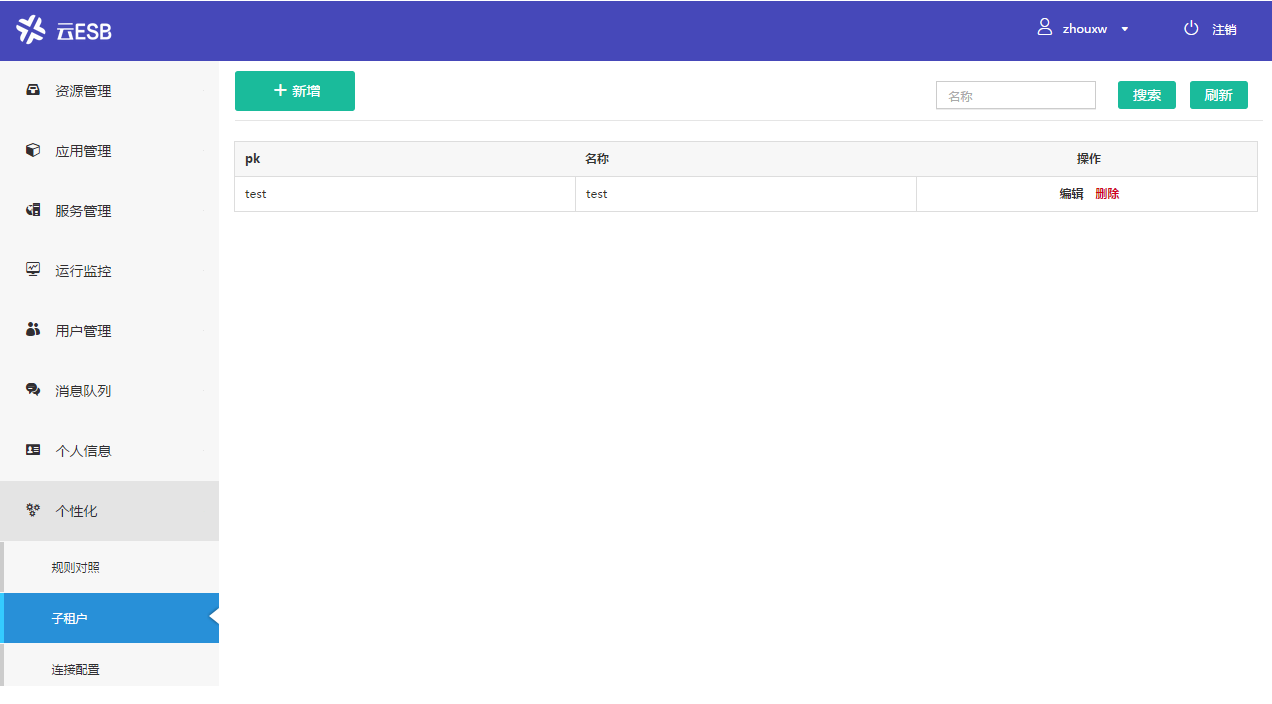 云ESB
zhouxw
注销
资源管理
应用管理
服务管理
运行监控
用户管理
消息队列
个人信息
个性化
规则对照
子租户
连接配置
+ 新增
名称
搜索
刷新
pk 名称 操作
test test 编辑 删除